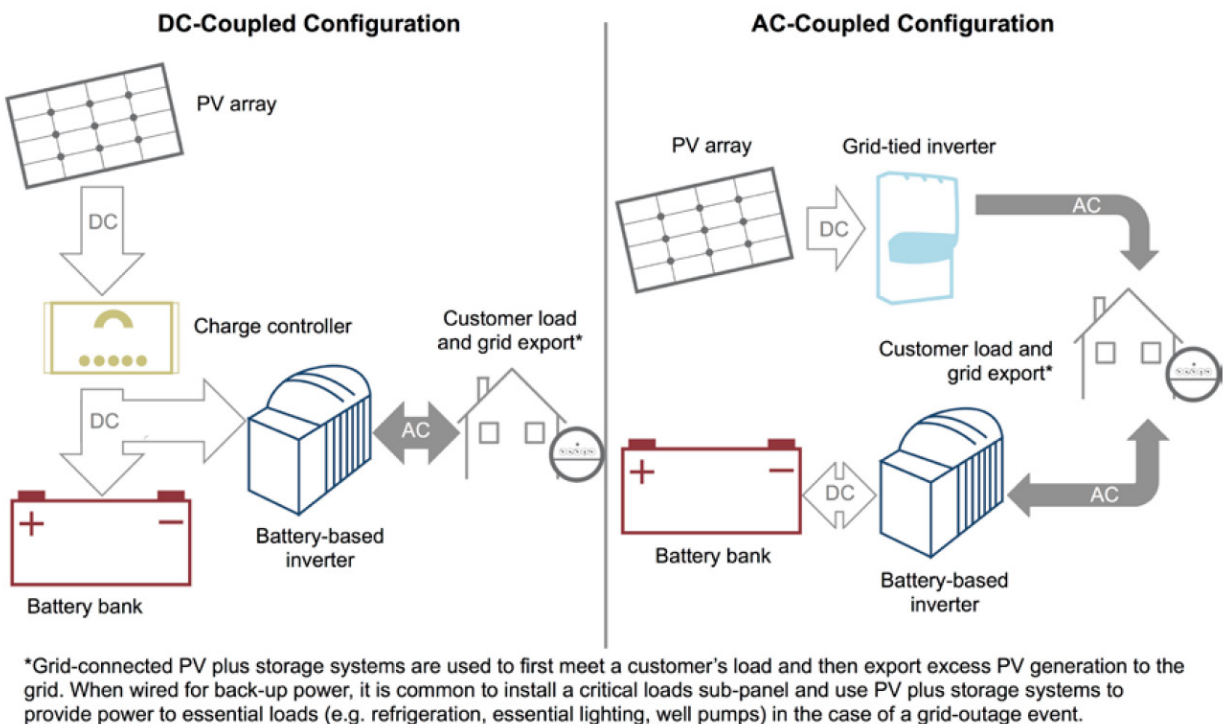 DC-Coupled Configuration
PV array
DC
Charge controller
DC
Customer load
and grid export*
AC
Battery-based
inverter
+
−
Battery bank
AC-Coupled Configuration
PV array
Grid-tied inverter
DC
AC
Customer load and
grid export*
AC
+
−
DC
Battery bank
Battery-based
inverter
*Grid-connected PV plus storage systems are used to first meet a customer’s load and then export excess PV generation to the
grid. When wired for back-up power, it is common to install a critical loads sub-panel and use PV plus storage systems to
provide power to essential loads (e.g. refrigeration, essential lighting, well pumps) in the case of a grid-outage event.